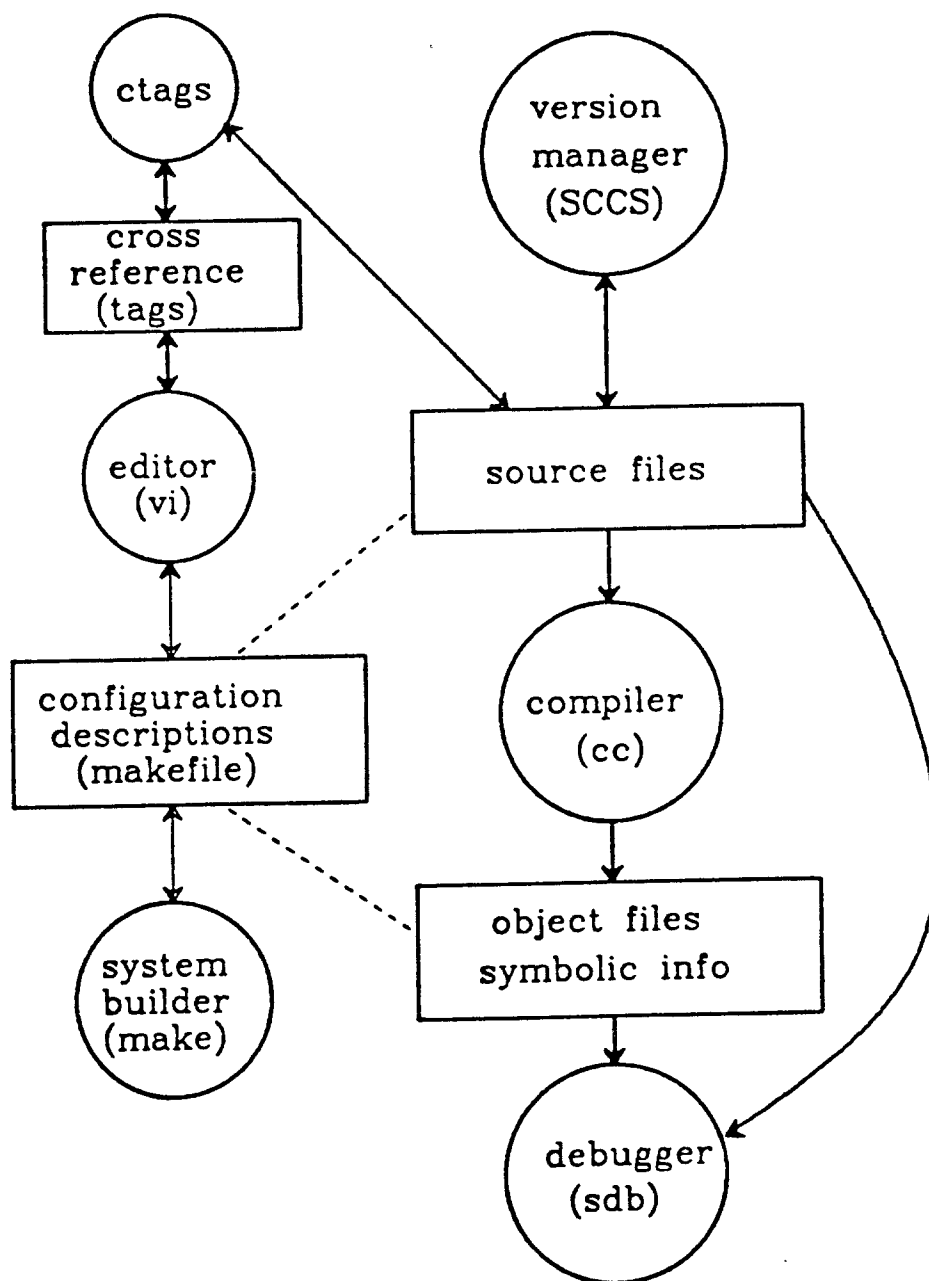 ctags
version
manager
(SCCS)
cross
reference
(tags)
editor
(vi)
source files
configuration
descriptions
(makefile)
compiler
(cc)
system
builder
(make)
object files
symbolic info
debugger
(sdb)